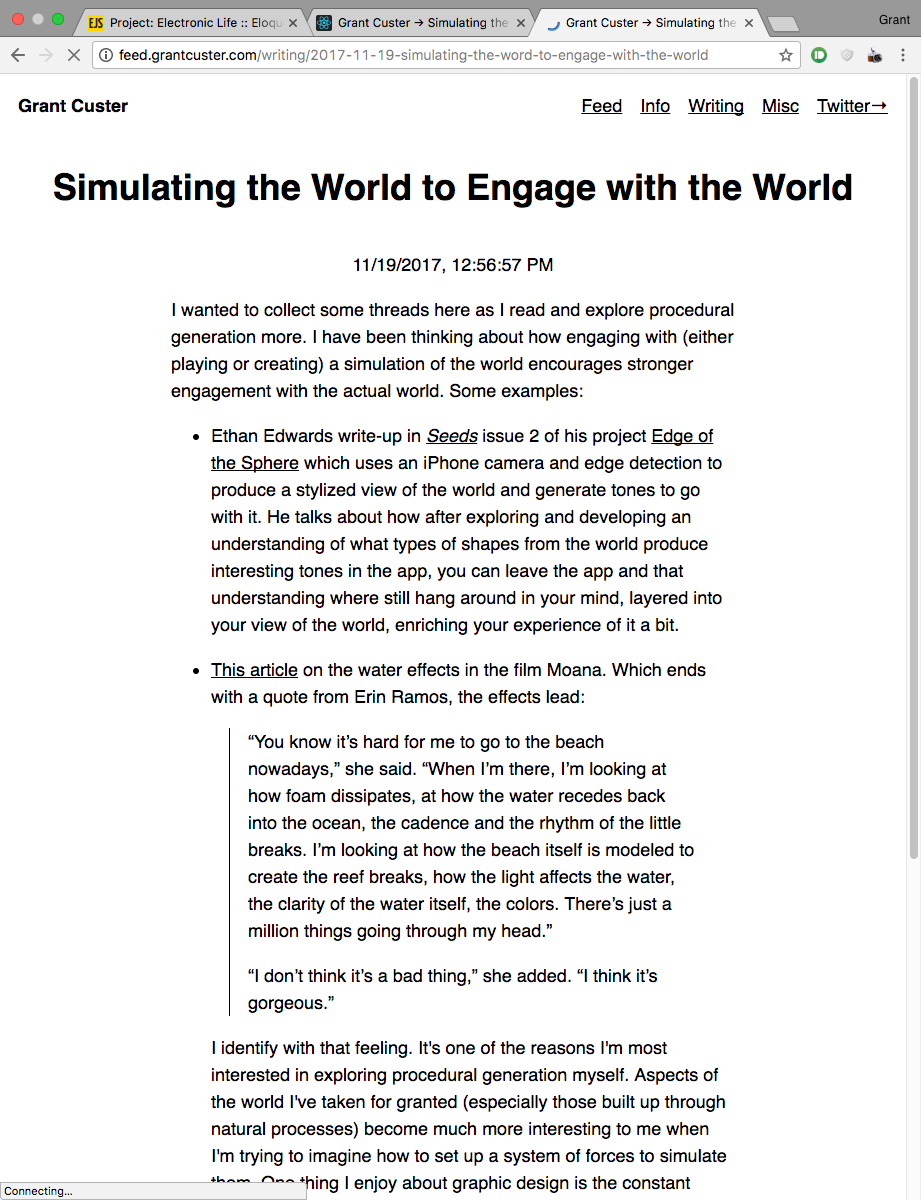 EJS Project: Electronic Life :: Eloqu
Grant Custer → Simulating the
Grant Custer → Simulating the
Grant
feed.grantcuster.com/writing/2017-11-19-simulating-the-word-to-engage-with-the-world
Grant Custer
Feed Info Writing Misc Twitter→
Simulating the World to Engage with the World
11/19/2017, 12:56:57 PM
I wanted to collect some threads here as I read and explore procedural
generation more. I have been thinking about how engaging with (either
playing or creating) a simulation of the world encourages stronger
engagement with the actual world. Some examples:
• Ethan Edwards write-up in Seeds issue 2 of his project Edge of
the Sphere which uses an iPhone camera and edge detection to
produce a stylized view of the world and generate tones to go
with it. He talks about how after exploring and developing an
understanding of what types of shapes from the world produce
interesting tones in the app, you can leave the app and that
understanding where still hang around in your mind, layered into
your view of the world, enriching your experience of it a bit.
• This article on the water effects in the film Moana. Which ends
with a quote from Erin Ramos, the effects lead:
“You know it’s hard for me to go to the beach
nowadays,” she said. “When I’m there, I’m looking at
how foam dissipates, at how the water recedes back
into the ocean, the cadence and the rhythm of the little
breaks. I’m looking at how the beach itself is modeled to
create the reef breaks, how the light affects the water,
the clarity of the water itself, the colors. There’s just a
million things going through my head.”
“I don’t think it’s a bad thing,” she added. “I think it’s
gorgeous.”
I identify with that feeling. It's one of the reasons I'm most
interested in exploring procedural generation myself. Aspects of
the world I've taken for granted (especially those built up through
natural processes) become much more interesting to me when
I'm trying to imagine how to set up a system of forces to simulate
them. One thing I enjoy about graphic design is the constant
Connecting...